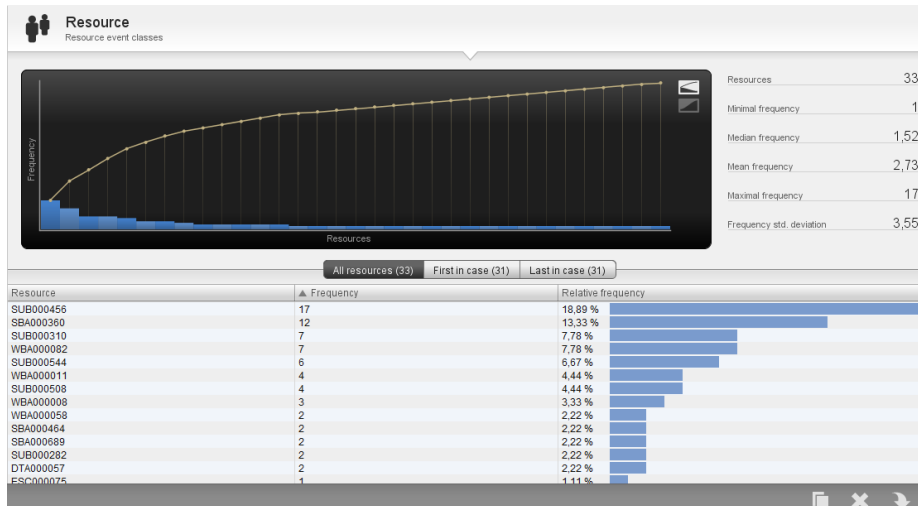 Resource
Resource event classes
Frequency
Resources
Resources 33
Minimal frequency 1
Median frequency 1,52
Mean frequency 2,73
Maximal frequency 17
Frequency std. deviation 3,55
All resources (33) First in case (31) Last in case (31)
Resource ▲ Frequency Relative frequency
SUB000456 17 18,89 %
SBA000360 12 13,33 %
SUB000310 7 7,78 %
WBA000082 7 7,78 %
SUB000544 6 6,67 %
WBA000011 4 4,44 %
SUB000508 4 4,44 %
WBA000008 3 3,33 %
WBA000058 2 2,22 %
SBA000464 2 2,22 %
SBA000689 2 2,22 %
SUB000282 2 2,22 %
DTA000057 2 2,22 %
ESC000075 1 1,11 %